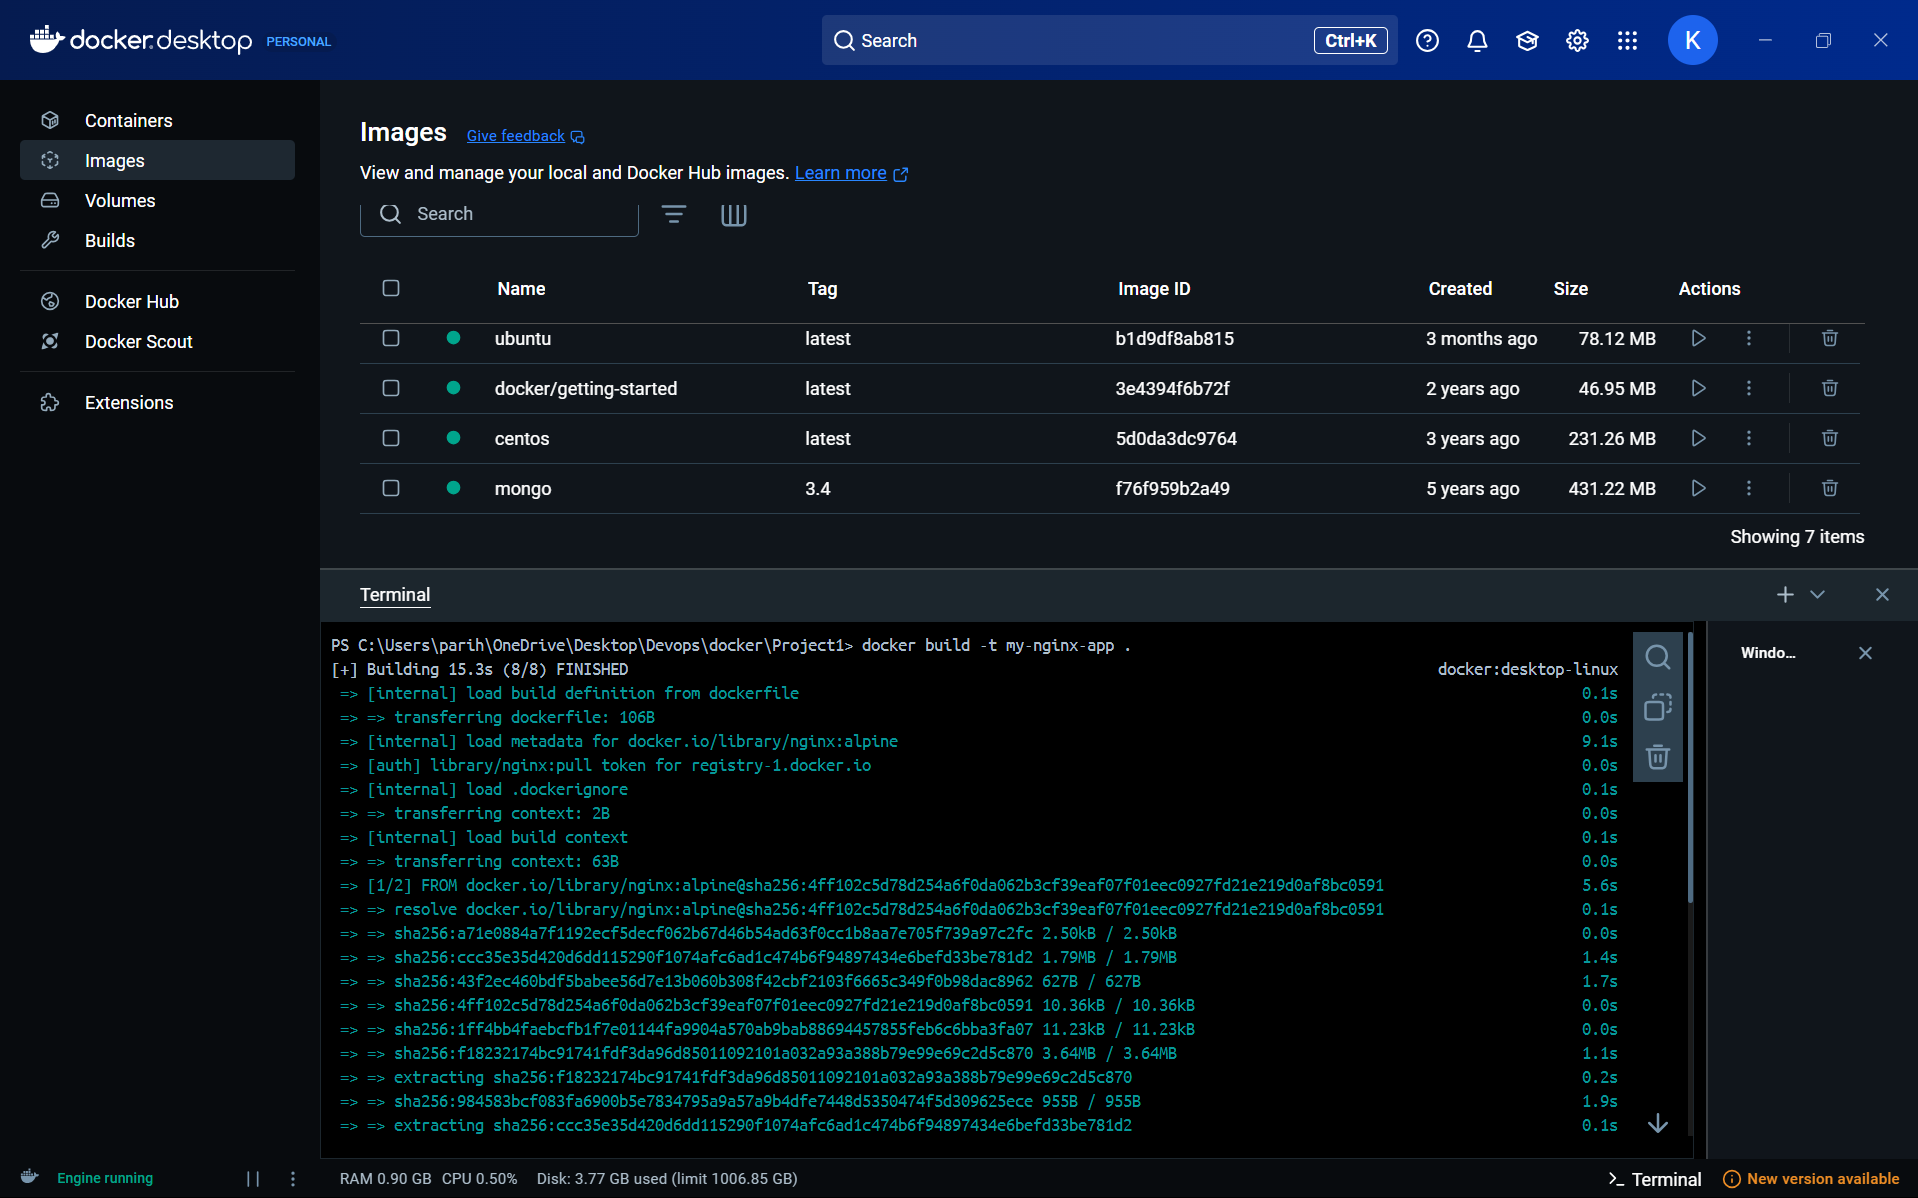 docker.desktop PERSONAL
Search Ctrl+K
K
Containers
Images
Volumes
Builds
Docker Hub
Docker Scout
Extensions
Images Give feedback
View and manage your local and Docker Hub images. Learn more
Search
Name Tag Image ID Created Size Actions
ubuntu latest b1d9df8ab815 3 months ago 78.12 MB
docker/getting-started latest 3e4394f6b72f 2 years ago 46.95 MB
centos latest 5d0da3dc9764 3 years ago 231.26 MB
mongo 3.4 f76f959b2a49 5 years ago 431.22 MB
Showing 7 items
Terminal
Windo...
PS C:\Users\parih\OneDrive\Desktop\Devops\docker\Project1> docker build -t my-nginx-app .
[+] Building 15.3s (8/8) FINISHED docker:desktop-linux
=> [internal] load build definition from dockerfile 0.1s
=> => transferring dockerfile: 106B 0.0s
=> [internal] load metadata for docker.io/library/nginx:alpine 9.1s
=> [auth] library/nginx:pull token for registry-1.docker.io 0.0s
=> [internal] load .dockerignore 0.1s
=> => transferring context: 2B 0.0s
=> [internal] load build context 0.1s
=> => transferring context: 63B 0.0s
=> [1/2] FROM docker.io/library/nginx:alpine@sha256:4ff102c5d78d254a6f0da062b3cf39eaf07f01eec0927fd21e219d0af8bc0591 5.6s
=> => resolve docker.io/library/nginx:alpine@sha256:4ff102c5d78d254a6f0da062b3cf39eaf07f01eec0927fd21e219d0af8bc0591 0.1s
=> => sha256:a71e0884a7f1192ecf5decf062b67d46b54ad63f0cc1b8aa7e705f739a97c2fc 2.50kB / 2.50kB 0.0s
=> => sha256:ccc35e35d420d6dd115290f1074afc6ad1c474b6f94897434e6befd33be781d2 1.79MB / 1.79MB 1.4s
=> => sha256:43f2ec460bdf5babee56d7e13b060b308f42cbf2103f6665c349f0b98dac8962 627B / 627B 1.7s
=> => sha256:4ff102c5d78d254a6f0da062b3cf39eaf07f01eec0927fd21e219d0af8bc0591 10.36kB / 10.36kB 0.0s
=> => sha256:1ff4bb4faebcfb1f7e01144fa9904a570ab9bab88694457855feb6c6bba3fa07 11.23kB / 11.23kB 0.0s
=> => sha256:f18232174bc91741fdf3da96d85011092101a032a93a388b79e99e69c2d5c870 3.64MB / 3.64MB 1.1s
=> => extracting sha256:f18232174bc91741fdf3da96d85011092101a032a93a388b79e99e69c2d5c870 0.2s
=> => sha256:984583bcf083fa6900b5e7834795a9a57a9b4dfe7448d5350474f5d309625ece 955B / 955B 1.9s
=> => extracting sha256:ccc35e35d420d6dd115290f1074afc6ad1c474b6f94897434e6befd33be781d2 0.1s
Engine running RAM 0.90 GB CPU 0.50% Disk: 3.77 GB used (limit 1006.85 GB) Terminal New version available